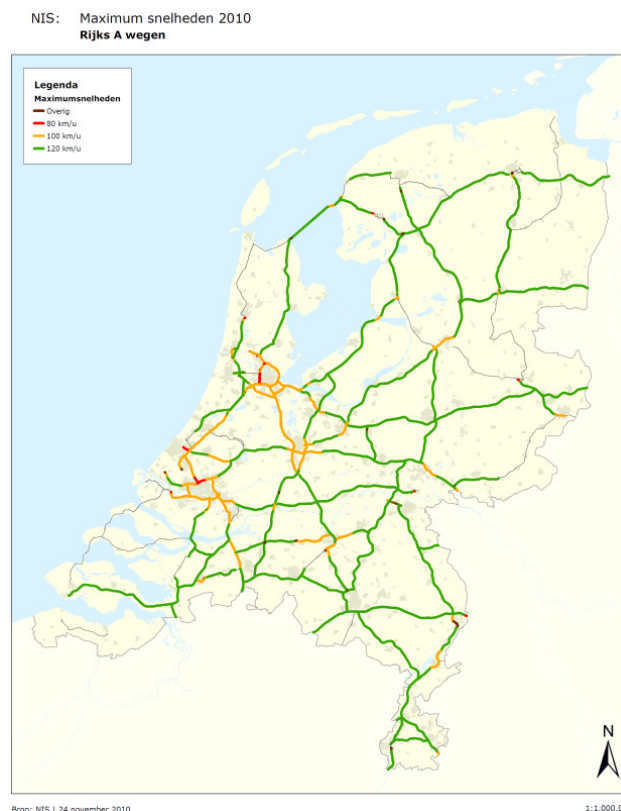 NIS: Maximum snelheden 2010
Rijks A wegen
Legenda
Maximumsnelheden
Overig
80 km/u
100 km/u
120 km/u
N
Bron: NIS | 24 november 2010
1:1.000.0